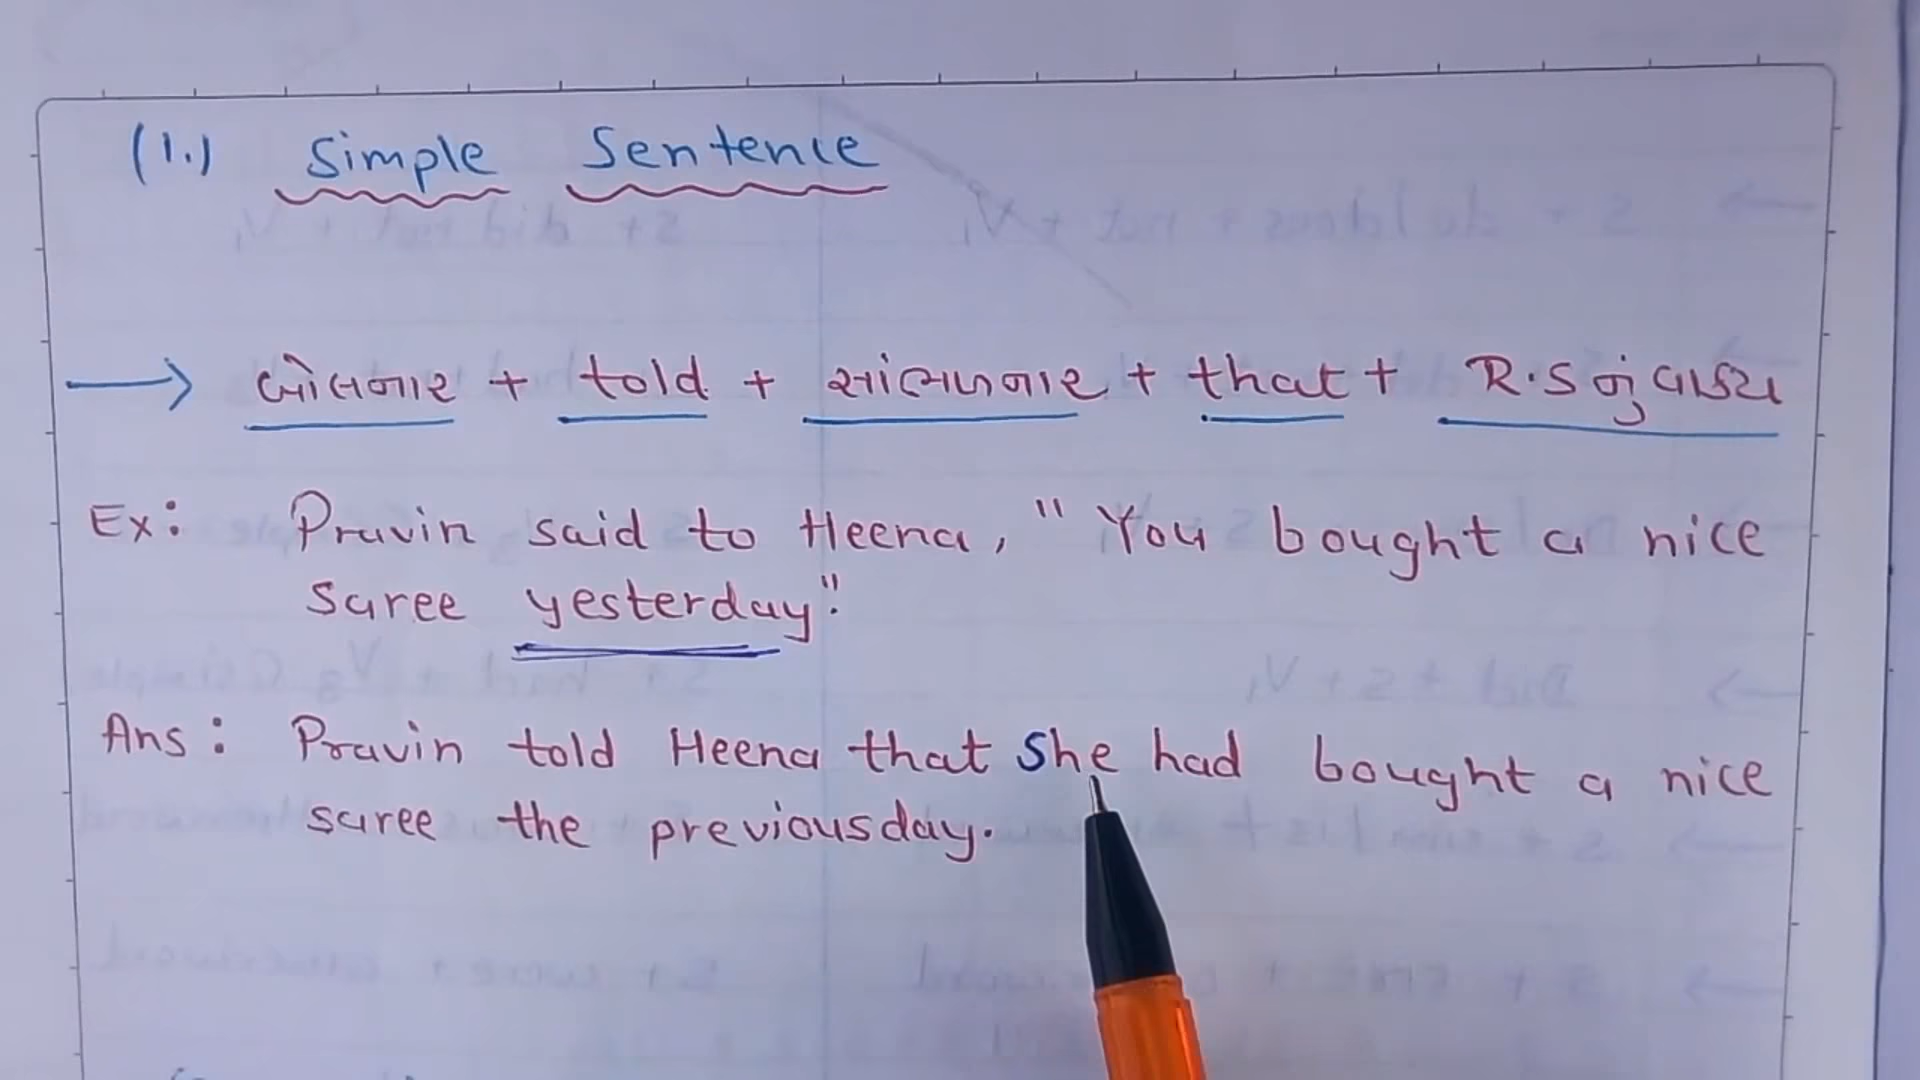 (1.) Simple Sentence
→ બોલનાર + told + સાંભળનાર + that + R.S નું વાક્ય
Ex: Pravin said to Heena, "You bought a nice
saree yesterday".
Ans: Pravin told Heena that She had bought a nice
saree the previousday.